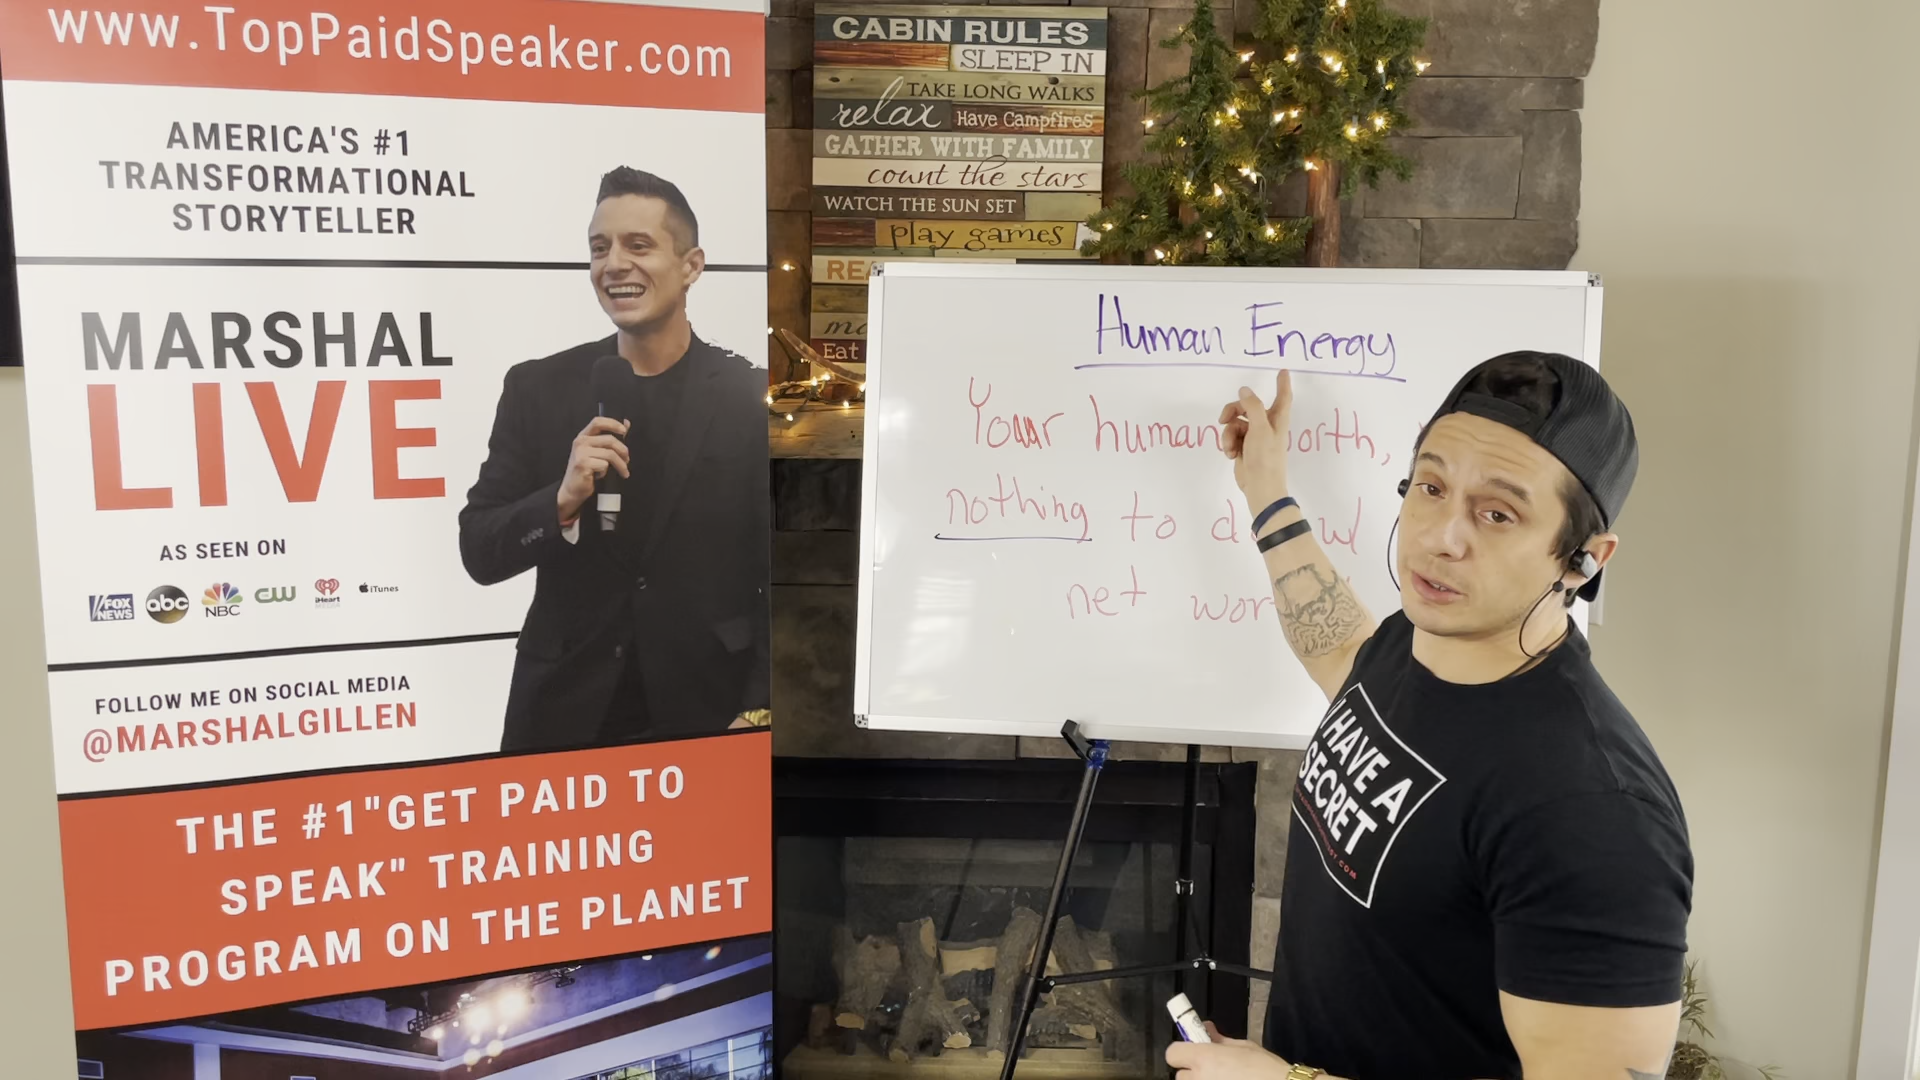 www.TopPaidSpeaker.com
AMERICA'S #1
TRANSFORMATIONAL
STORYTELLER
MARSHAL
LIVE
AS SEEN ON
FOX NEWS abc NBC CW iHeart iTunes
FOLLOW ME ON SOCIAL MEDIA
@MARSHALGILLEN
THE #1"GET PAID TO
SPEAK" TRAINING
PROGRAM ON THE PLANET
CABIN RULES
SLEEP IN
TAKE LONG WALKS
relax Have Campfires
GATHER WITH FAMILY
count the stars
WATCH THE SUN SET
play games
Eat
Human Energy
Your human
nothing to w/
net
I HAVE A
SECRET